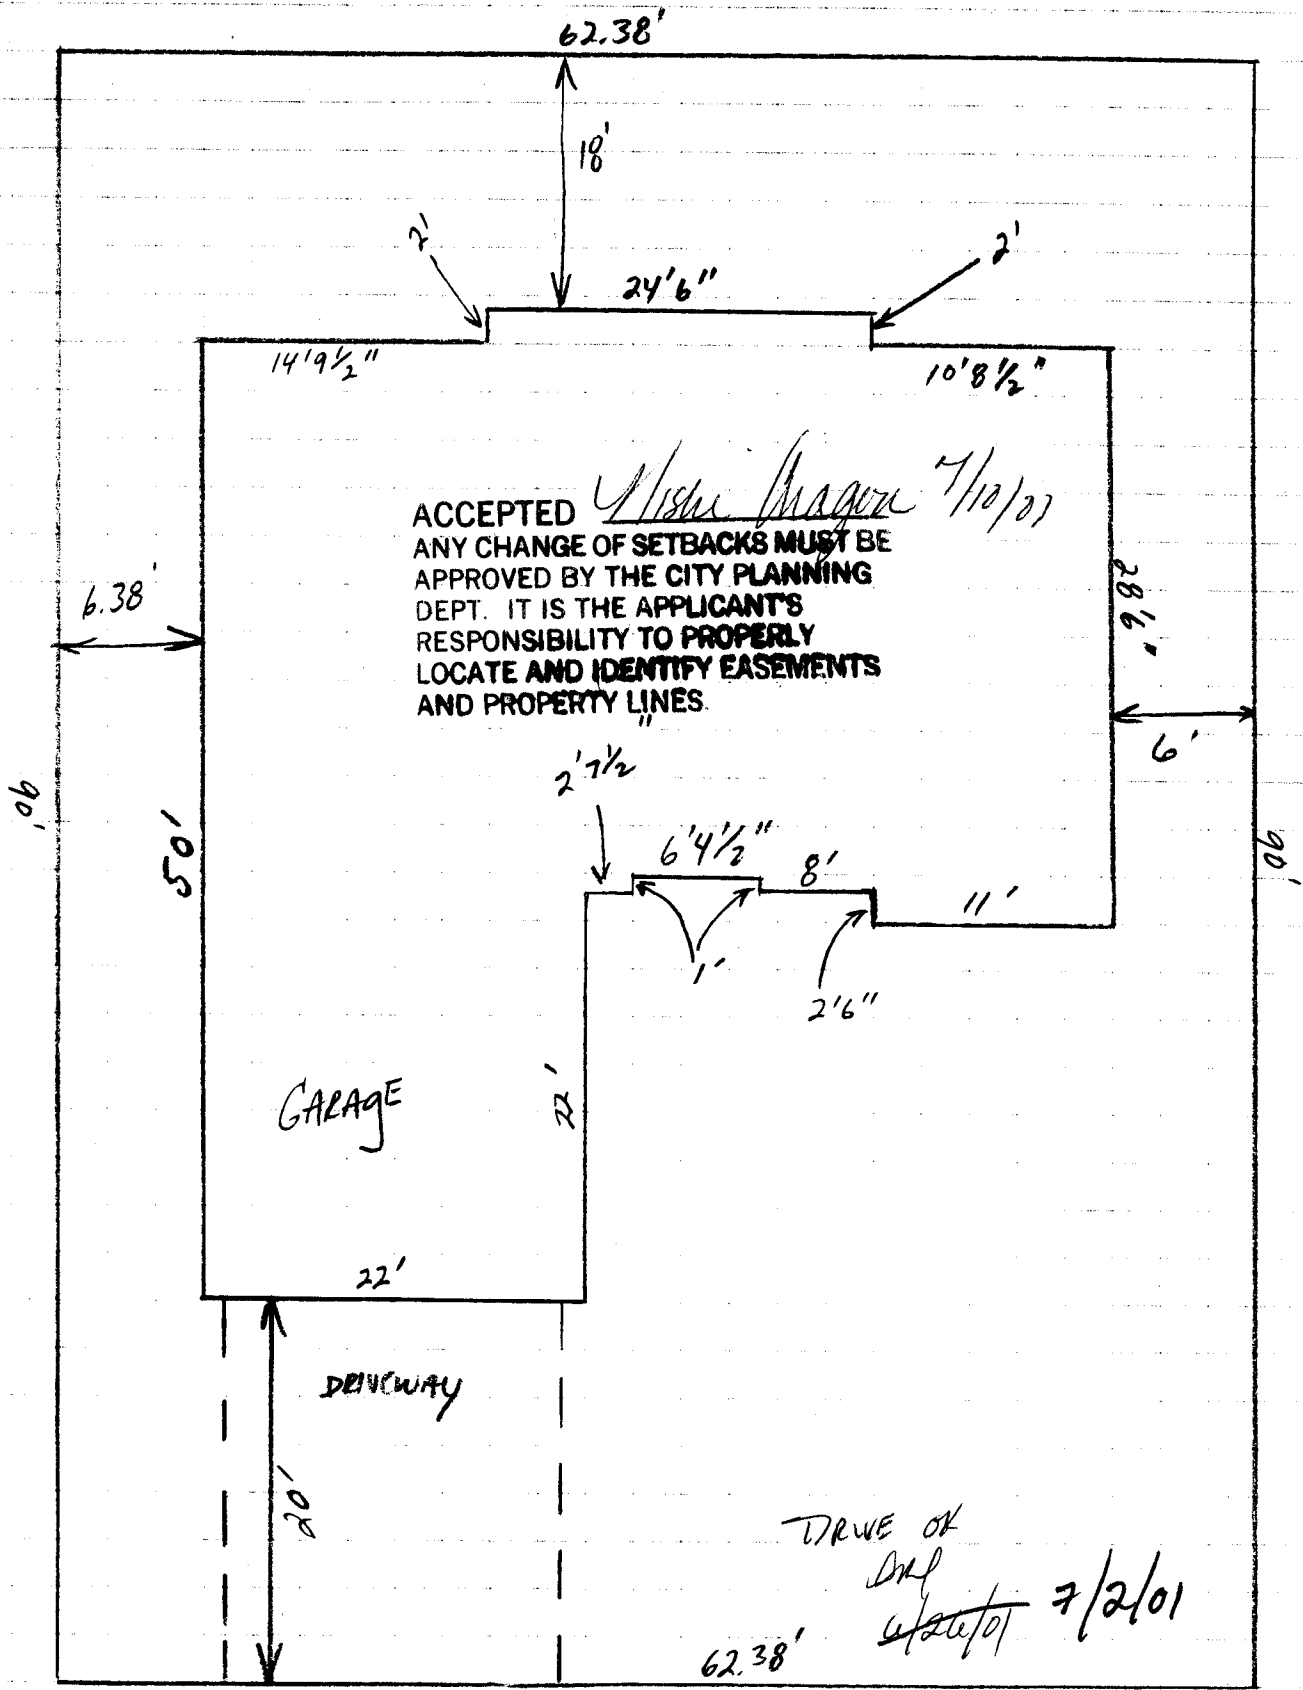 62.38'
18'
2'
2'
24'6"
14'9½"
10'8½"
ACCEPTED
ANY CHANGE OF SETBACKS MUST BE
APPROVED BY THE CITY PLANNING
DEPT. IT IS THE APPLICANT'S
RESPONSIBILITY TO PROPERLY
LOCATE AND IDENTIFY EASEMENTS
AND PROPERTY LINES.
6.38'
28'6"
6'
2'7½"
90'
50'
6'4½"
8'
90'
11'
1'
2'6"
GARAGE
22'
22'
DRIVEWAY
20'
DRIVE OK
6/26/01 7/2/01
62.38'